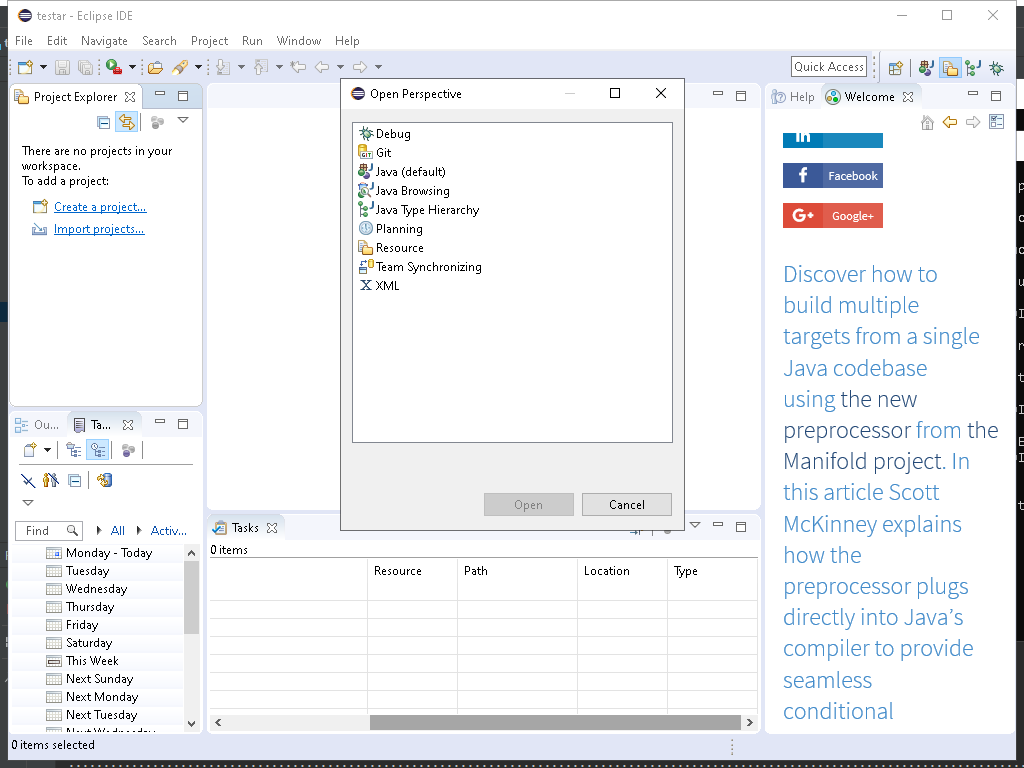 testar - Eclipse IDE
File Edit Navigate Search Project Run Window Help
Quick Access
Project Explorer
There are no projects in your
workspace.
To add a project:
Create a project...
Import projects...
Open Perspective
Debug
Git
Java (default)
Java Browsing
Java Type Hierarchy
Planning
Resource
Team Synchronizing
XML
Open Cancel
Help Welcome
in
f Facebook
G+ Google+
Discover how to
build multiple
targets from a single
Java codebase
using the new
preprocessor from the
Manifold project. In
this article Scott
McKinney explains
how the
preprocessor plugs
directly into Java's
compiler to provide
seamless
conditional
Ou... Ta...
Find All Activ...
Monday - Today
Tuesday
Wednesday
Thursday
Friday
Saturday
This Week
Next Sunday
Next Monday
Next Tuesday
Next Wednesday
Tasks
0 items
Resource Path Location Type
0 items selected